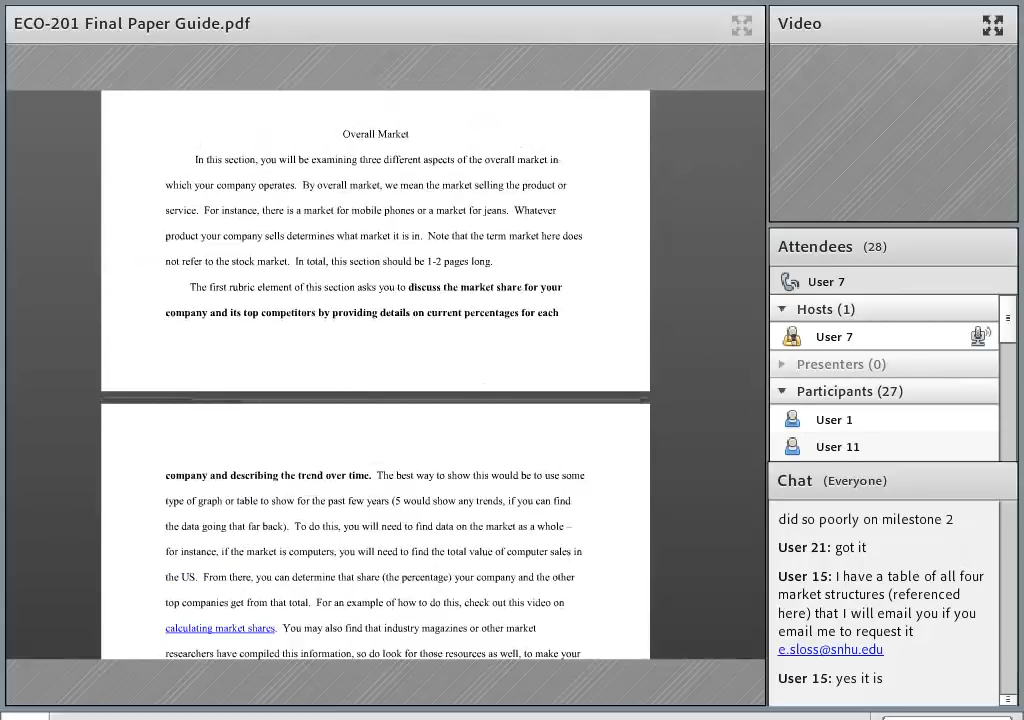 ECO-201 Final Paper Guide.pdf
Overall Market
In this section, you will be examining three different aspects of the overall market in
which your company operates. By overall market, we mean the market selling the product or
service. For instance, there is a market for mobile phones or a market for jeans. Whatever
product your company sells determines what market it is in. Note that the term market here does
not refer to the stock market. In total, this section should be 1-2 pages long.
The first rubric element of this section asks you to discuss the market share for your
company and its top competitors by providing details on current percentages for each
company and describing the trend over time. The best way to show this would be to use some
type of graph or table to show for the past few years (5 would show any trends, if you can find
the data going that far back). To do this, you will need to find data on the market as a whole –
for instance, if the market is computers, you will need to find the total value of computer sales in
the US. From there, you can determine that share (the percentage) your company and the other
top companies get from that total. For an example of how to do this, check out this video on
calculating market shares. You may also find that industry magazines or other market
researchers have compiled this information, so do look for those resources as well, to make your
Video
Attendees (28)
User 7
Hosts (1)
User 7
Presenters (0)
Participants (27)
User 1
User 11
Chat (Everyone)
did so poorly on milestone 2
User 21: got it
User 15: I have a table of all four
market structures (referenced
here) that I will email you if you
email me to request it
e.sloss@snhu.edu
User 15: yes it is